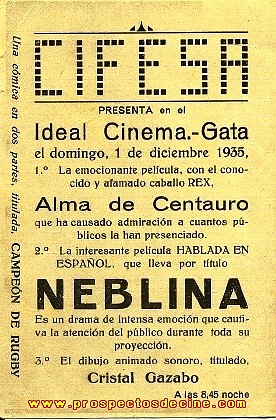 CIFESA
PRESENTA en el
Ideal Cinema.-Gata
el domingo, 1 de diciembre 1935,
1.º La emocionante película, con el cono-
cido y afamado caballo REX,
Alma de Centauro
que ha causado admiración a cuantos pú-
blicos la han presenciado.
2.º La interesante película HABLADA EN
ESPAÑOL, que lleva por título
NEBLINA
Es un drama de intensa emoción que cauti-
va la atención del público durante toda su
proyección.
3.º El dibujo animado sonoro, titulado,
Cristal Gazabo
A las 8,45 noche
Una cómica en dos partes, titulada, CAMPEÓN DE RUGBY
www.prospectosdecine.com